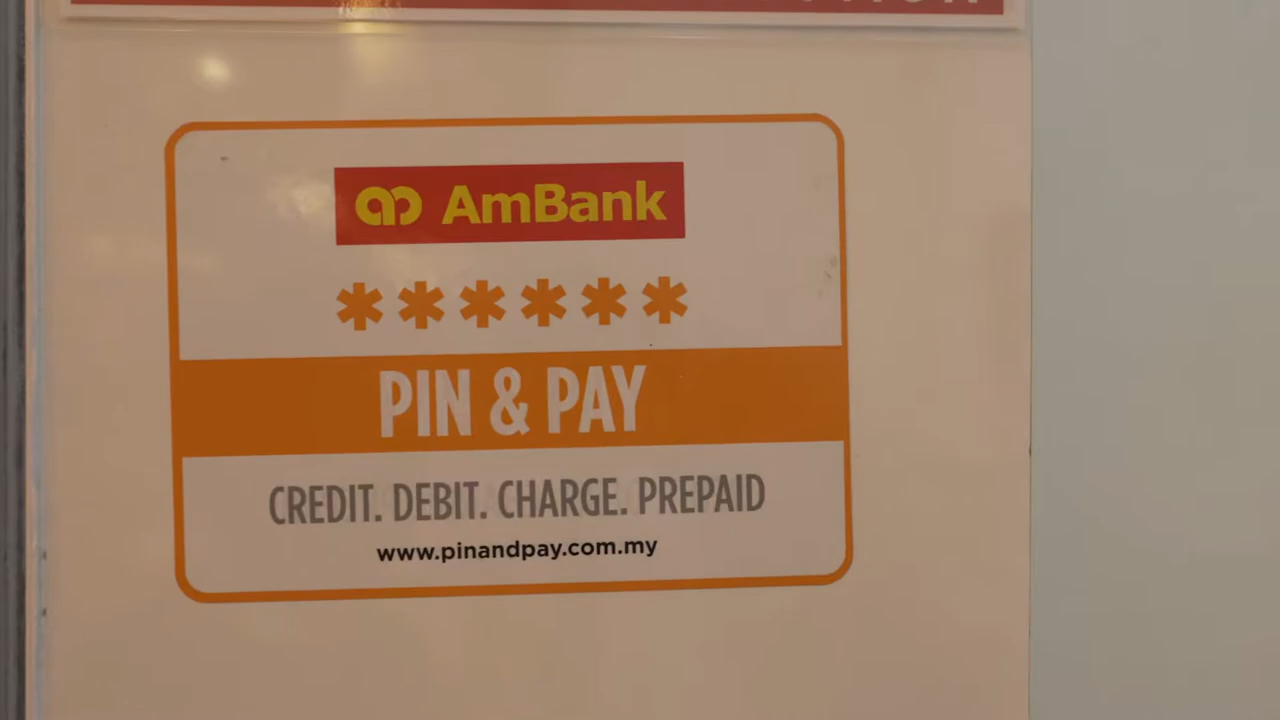 AmBank
******
PIN & PAY
CREDIT. DEBIT. CHARGE. PREPAID
www.pinandpay.com.my